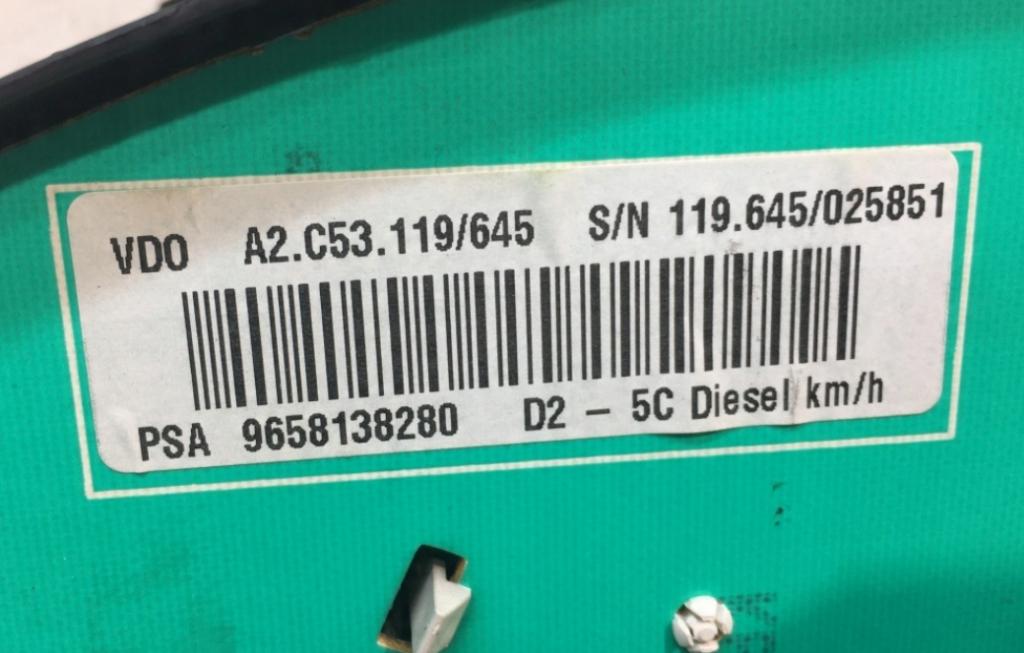 VDO A2.C53.119/645 S/N 119.645/025851
PSA 9658138280 D2 – 5C Diesel km/h